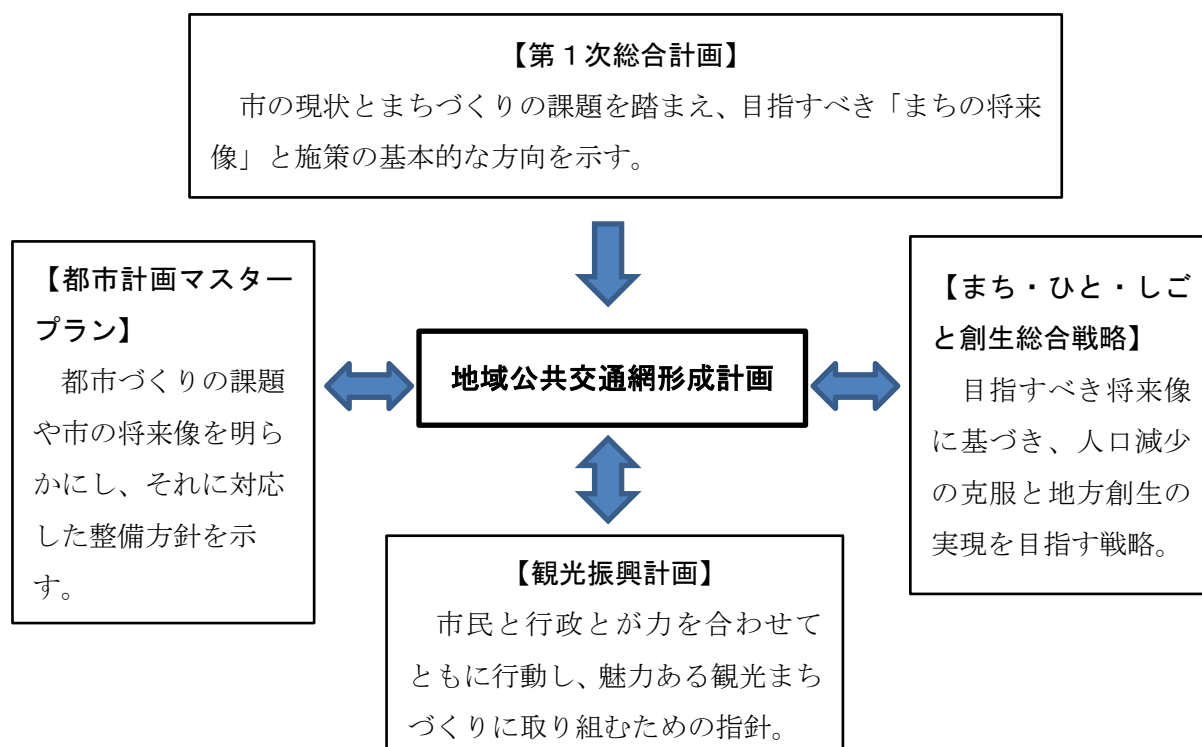 【第１次総合計画】
市の現状とまちづくりの課題を踏まえ、目指すべき「まちの将来
像」と施策の基本的な方向を示す。
【都市計画マスター
プラン】
都市づくりの課題
や市の将来像を明ら
かにし、それに対応
した整備方針を示
す。
地域公共交通網形成計画
【まち・ひと・しご
と創生総合戦略】
目指すべき将来像
に基づき、人口減少
の克服と地方創生の
実現を目指す戦略。
【観光振興計画】
市民と行政とが力を合わせて
ともに行動し、魅力ある観光まち
づくりに取り組むための指針。